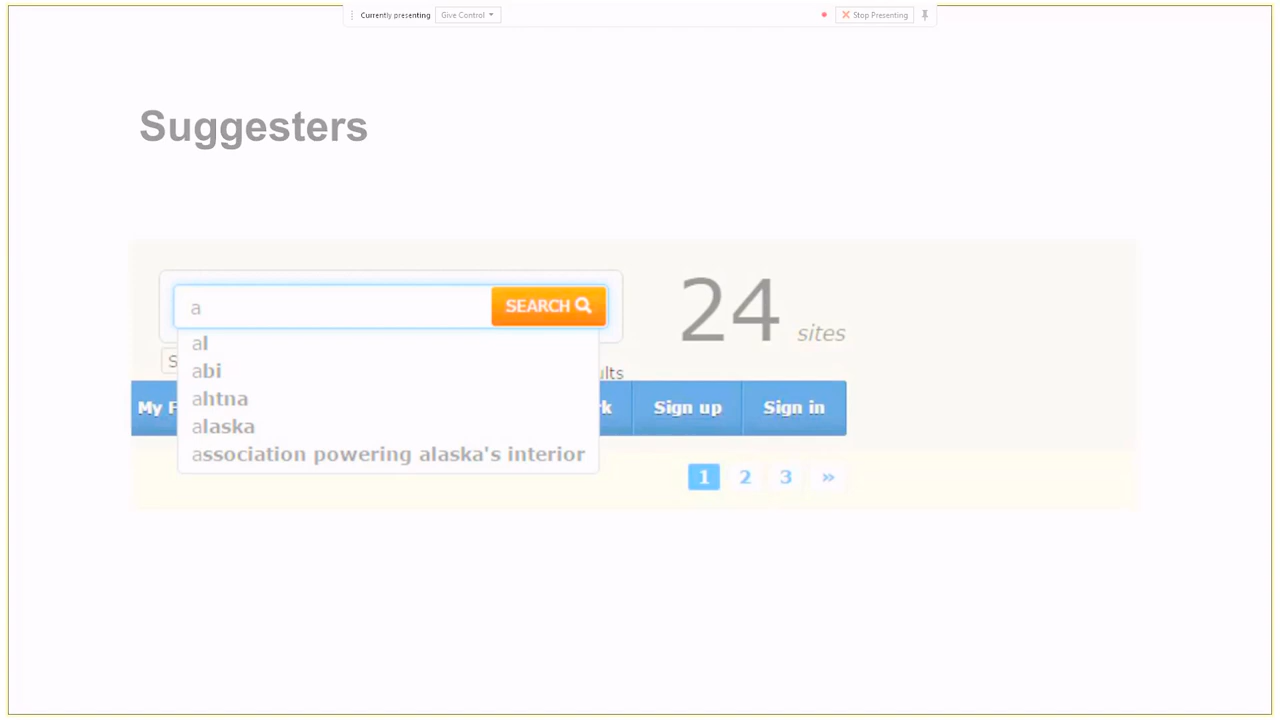 Currently presenting Give Control Stop Presenting
Suggesters
a SEARCH 24 sites
al
abi
ahtna
alaska
association powering alaska's interior
S ults
My F rk Sign up Sign in
1 2 3 »